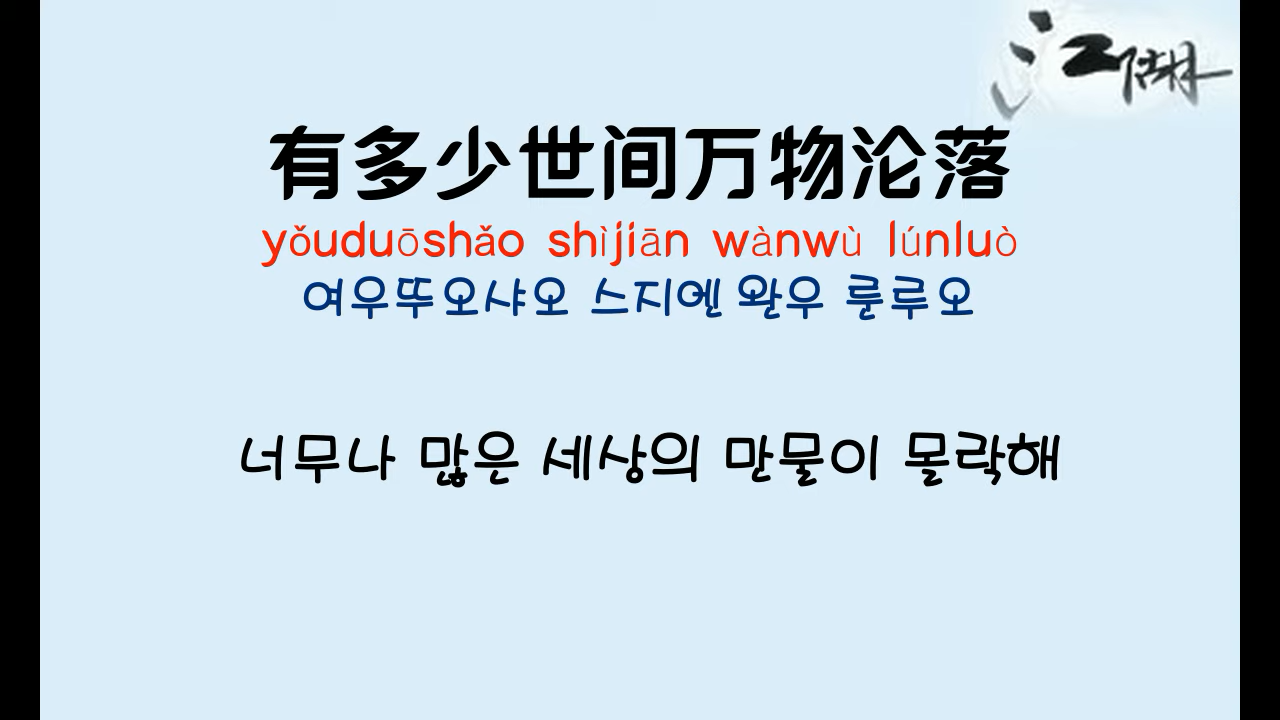 江湖
有多少世间万物沦落
yǒuduōshǎo shìjiān wànwù lúnluò
여우뚜오샤오 스지엔 완우 룬루오
너무나 많은 세상의 만물이 몰락해